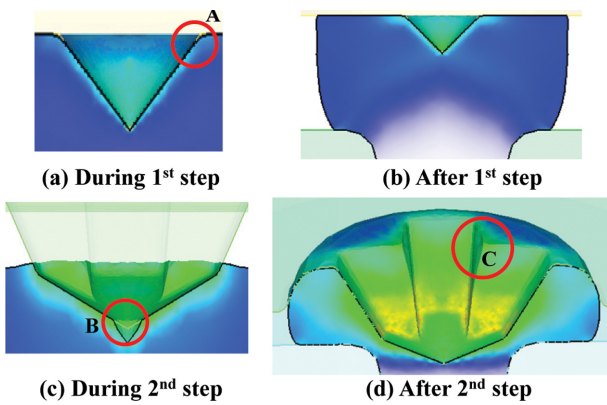 A
(a) During 1st step
(b) After 1st step
B
(c) During 2nd step
C
(d) After 2nd step